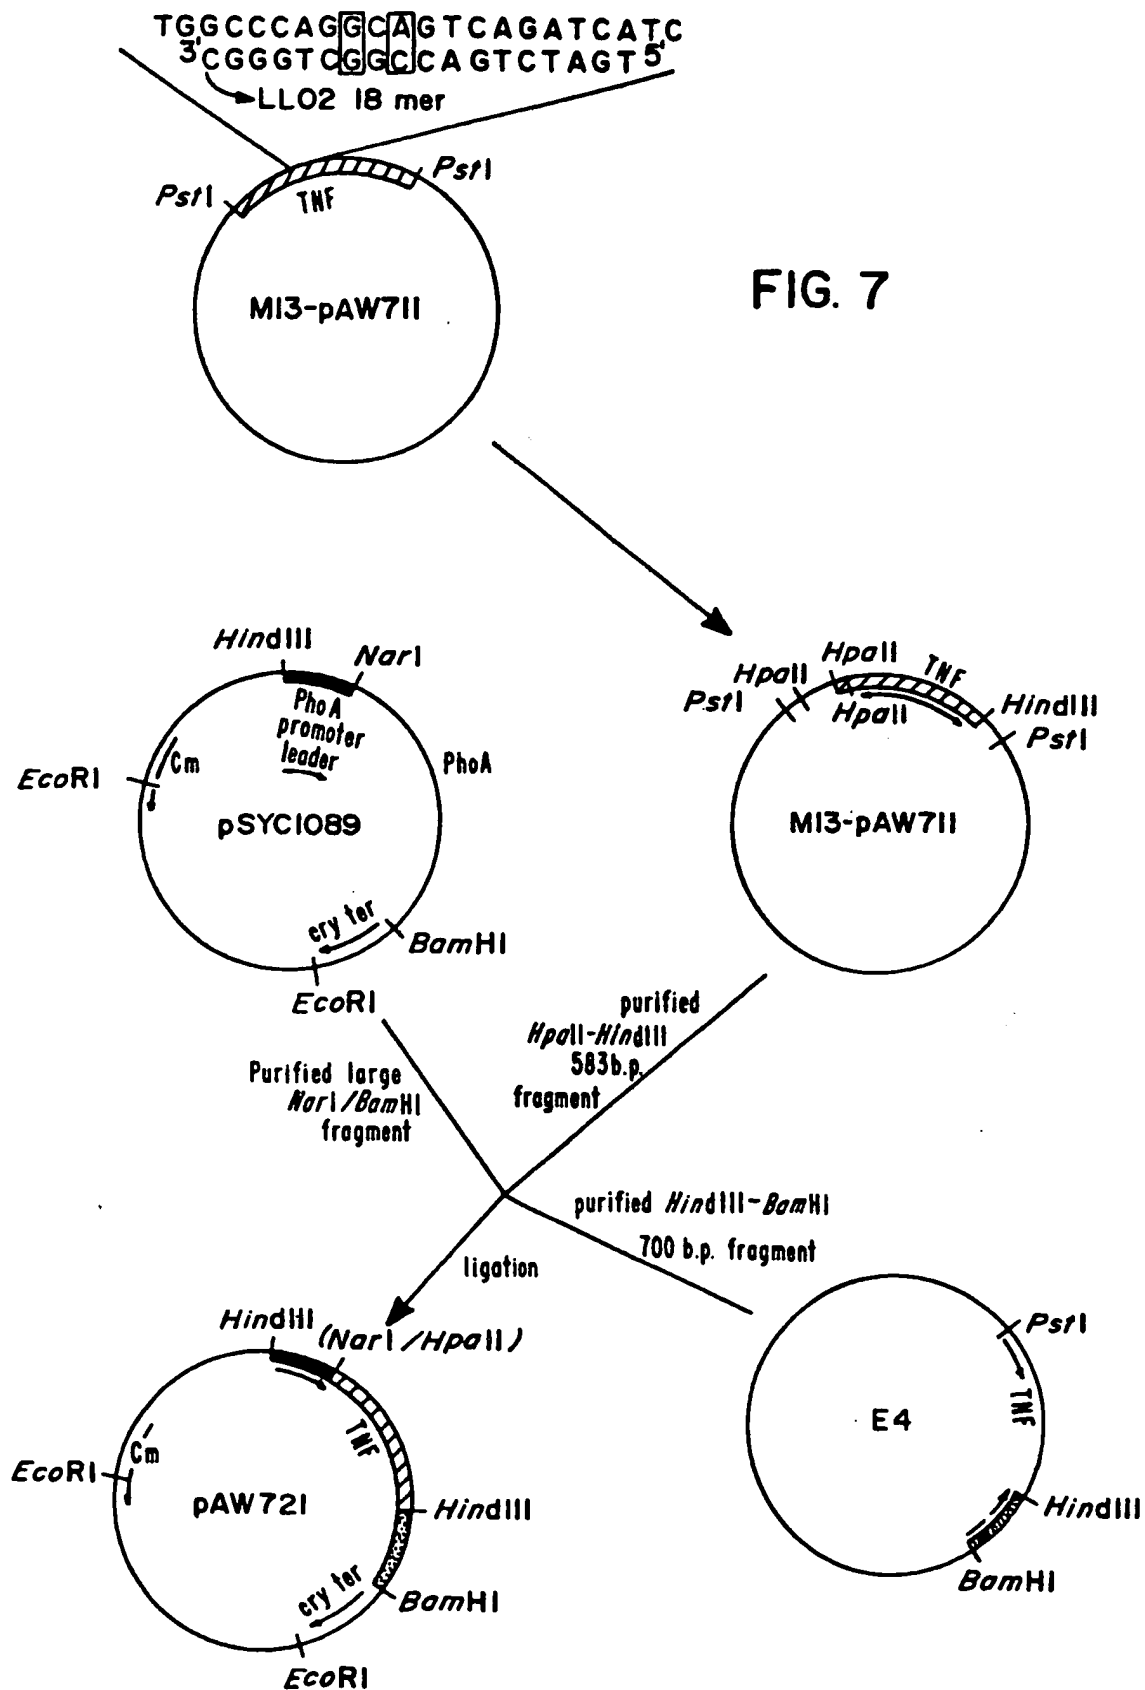 TGGCCCAGGCAGTCAGATCATC
3' CGGGTCGGCCAGTCTAGT 5'
LLO2 18 mer
PstI
TNF
PstI
M13-pAW711
FIG. 7
HindIII
NarI
PhoA
promoter
leader
PhoA
Cm
EcoRI
pSYC1089
cry ter
BamHI
EcoRI
HpaII
TNF
HpaII
PstI
HpaII
HindIII
PstI
M13-pAW711
purified
HpaII-HindIII
583b.p.
fragment
Purified large
NarI/BamHI
fragment
purified HindIII-BamHI
700 b.p. fragment
ligation
HindIII
(NarI/HpaII)
TNF
Cm
EcoRI
pAW721
HindIII
cry ter
BamHI
EcoRI
PstI
TNF
E4
HindIII
BamHI